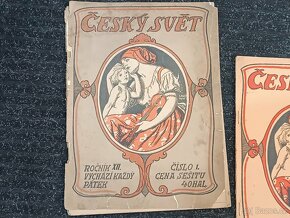 ČESKÝ SVĚT
ROČNÍK XII. ČÍSLO 1.
VYCHÁZÍ KAŽDÝ CENA SEŠITU
PÁTEK 40 HAL.
ČES